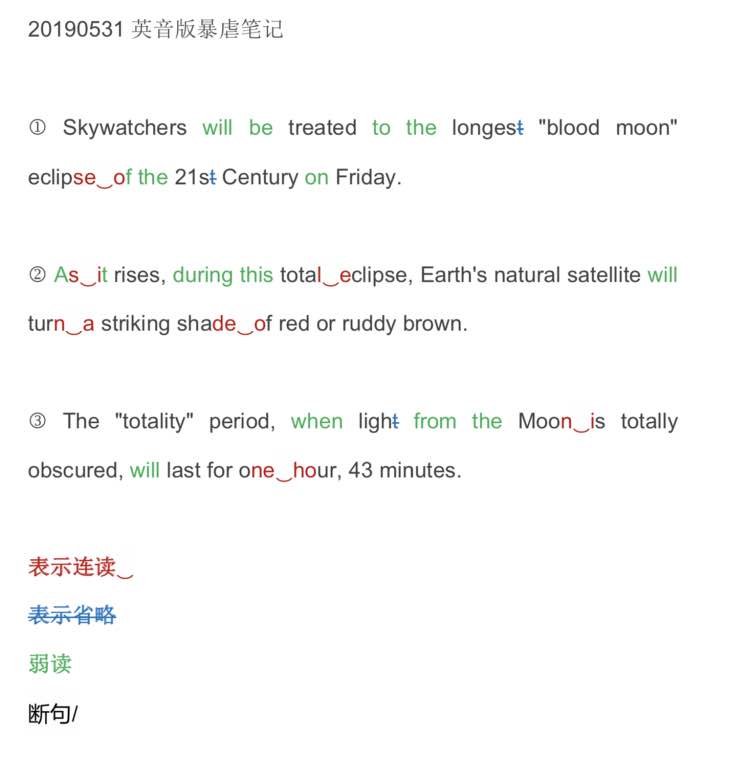 20190531 英音版暴虐笔记
① Skywatchers will be treated to the longest "blood moon"
eclipse‿of the 21st Century on Friday.
② As‿it rises, during this total‿eclipse, Earth's natural satellite will
turn‿a striking shade‿of red or ruddy brown.
③ The "totality" period, when light from the Moon‿is totally
obscured, will last for one‿hour, 43 minutes.
表示连读‿
表示省略
弱读
断句/